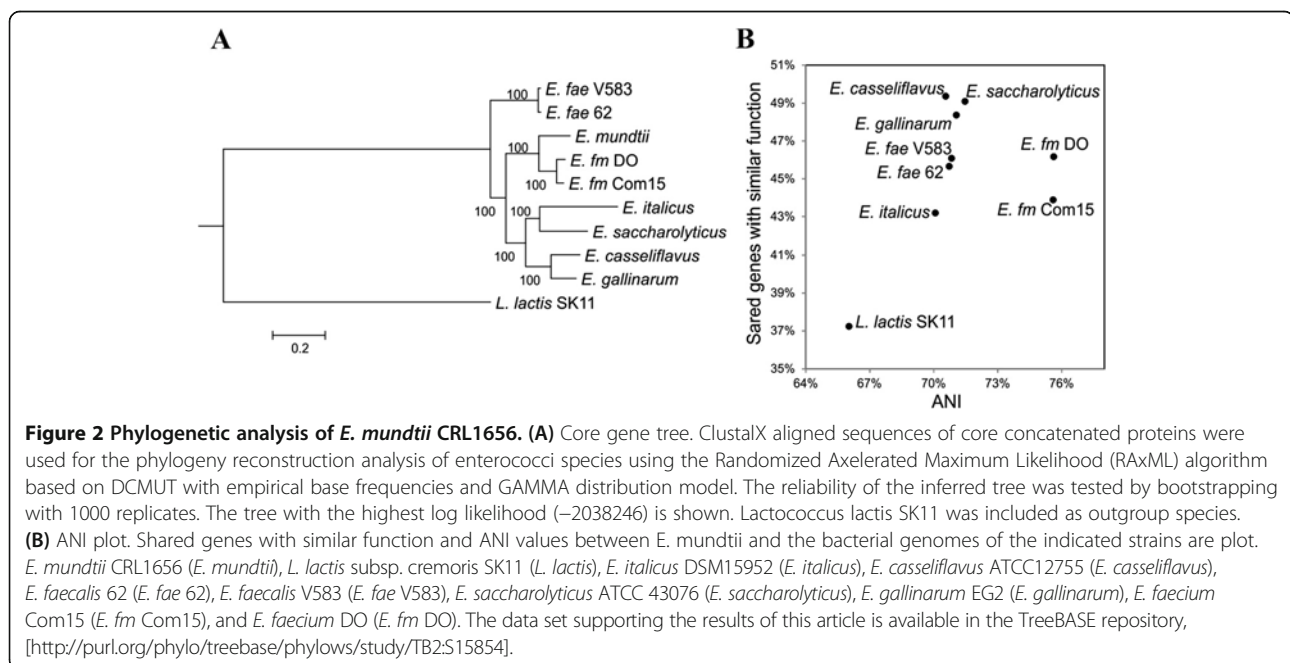 A
E. fae V583
100
E. fae 62
E. mundtii
100
E. fm DO
100
E. fm Com15
100
100
E. italicus
E. saccharolyticus
100
E. casseliflavus
100
E. gallinarum
L. lactis SK11
0.2
B
51%
49%
47%
45%
43%
41%
39%
37%
35%
Sared genes with similar function
E. casseliflavus
E. saccharolyticus
E. gallinarum
E. fae V583
E. fm DO
E. fae 62
E. italicus
E. fm Com15
L. lactis SK11
64% 67% 70% 73% 76%
ANI
Figure 2 Phylogenetic analysis of E. mundtii CRL1656. (A) Core gene tree. ClustalX aligned sequences of core concatenated proteins were
used for the phylogeny reconstruction analysis of enterococci species using the Randomized Axelerated Maximum Likelihood (RAxML) algorithm
based on DCMUT with empirical base frequencies and GAMMA distribution model. The reliability of the inferred tree was tested by bootstrapping
with 1000 replicates. The tree with the highest log likelihood (−2038246) is shown. Lactococcus lactis SK11 was included as outgroup species.
(B) ANI plot. Shared genes with similar function and ANI values between E. mundtii and the bacterial genomes of the indicated strains are plot.
E. mundtii CRL1656 (E. mundtii), L. lactis subsp. cremoris SK11 (L. lactis), E. italicus DSM15952 (E. italicus), E. casseliflavus ATCC12755 (E. casseliflavus),
E. faecalis 62 (E. fae 62), E. faecalis V583 (E. fae V583), E. saccharolyticus ATCC 43076 (E. saccharolyticus), E. gallinarum EG2 (E. gallinarum), E. faecium
Com15 (E. fm Com15), and E. faecium DO (E. fm DO). The data set supporting the results of this article is available in the TreeBASE repository,
[http://purl.org/phylo/treebase/phylows/study/TB2:S15854].